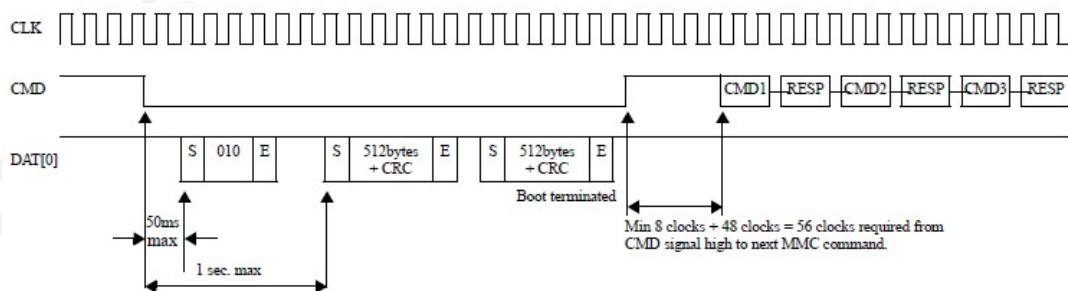 CLK
CMD
CMD1 RESP CMD2 RESP CMD3 RESP
DAT[0]
S 010 E S 512bytes + CRC E S 512bytes + CRC E
Boot terminated
50ms
max
1 sec. max
Min 8 clocks + 48 clocks = 56 clocks required from
CMD signal high to next MMC command.